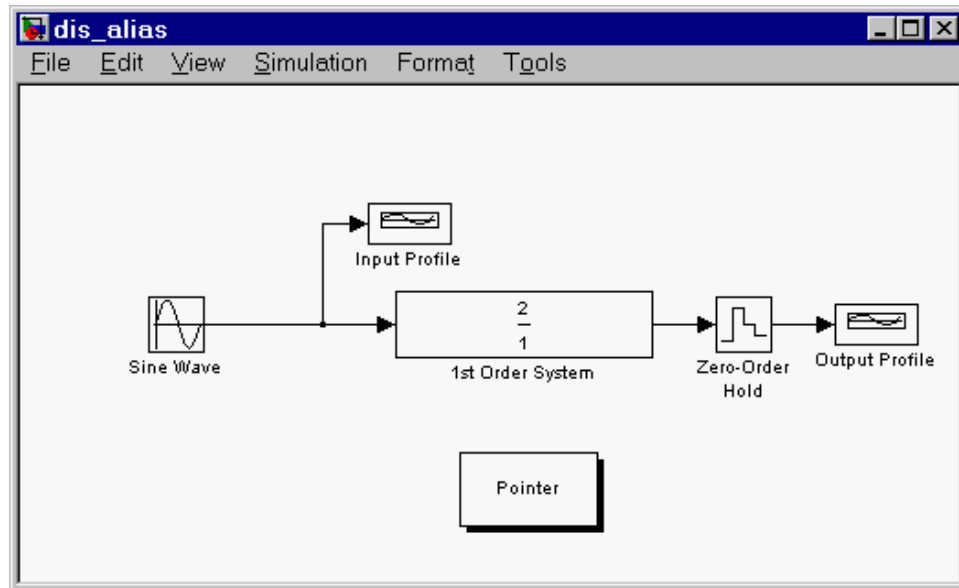 dis_alias
File Edit View Simulation Format Tools
Input Profile
Sine Wave
2
1
1st Order System
Zero-Order
Hold
Output Profile
Pointer